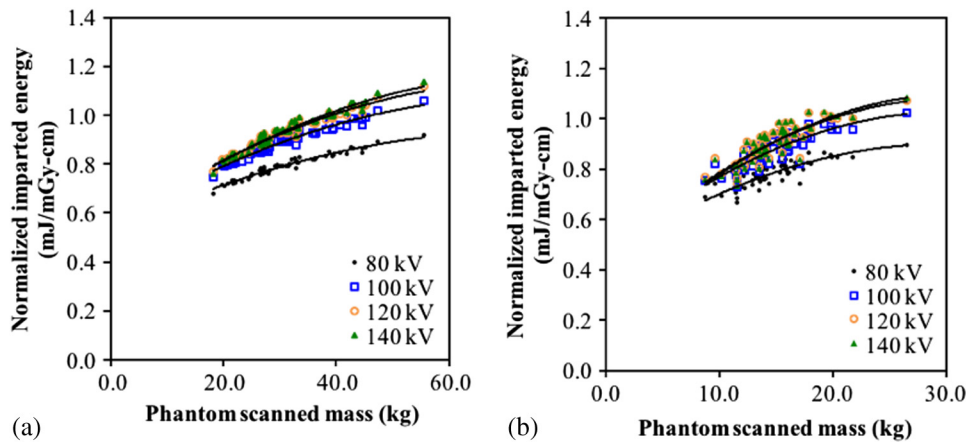 Normalized imparted energy
(mJ/mGy-cm)
1.4
1.2
1.0
0.8
0.6
0.4
0.2
0.0
80 kV
100 kV
120 kV
140 kV
0.0 20.0 40.0 60.0
Phantom scanned mass (kg)
(a)
Normalized imparted energy
(mJ/mGy-cm)
1.4
1.2
1.0
0.8
0.6
0.4
0.2
0.0
80 kV
100 kV
120 kV
140 kV
0.0 10.0 20.0 30.0
Phantom scanned mass (kg)
(b)